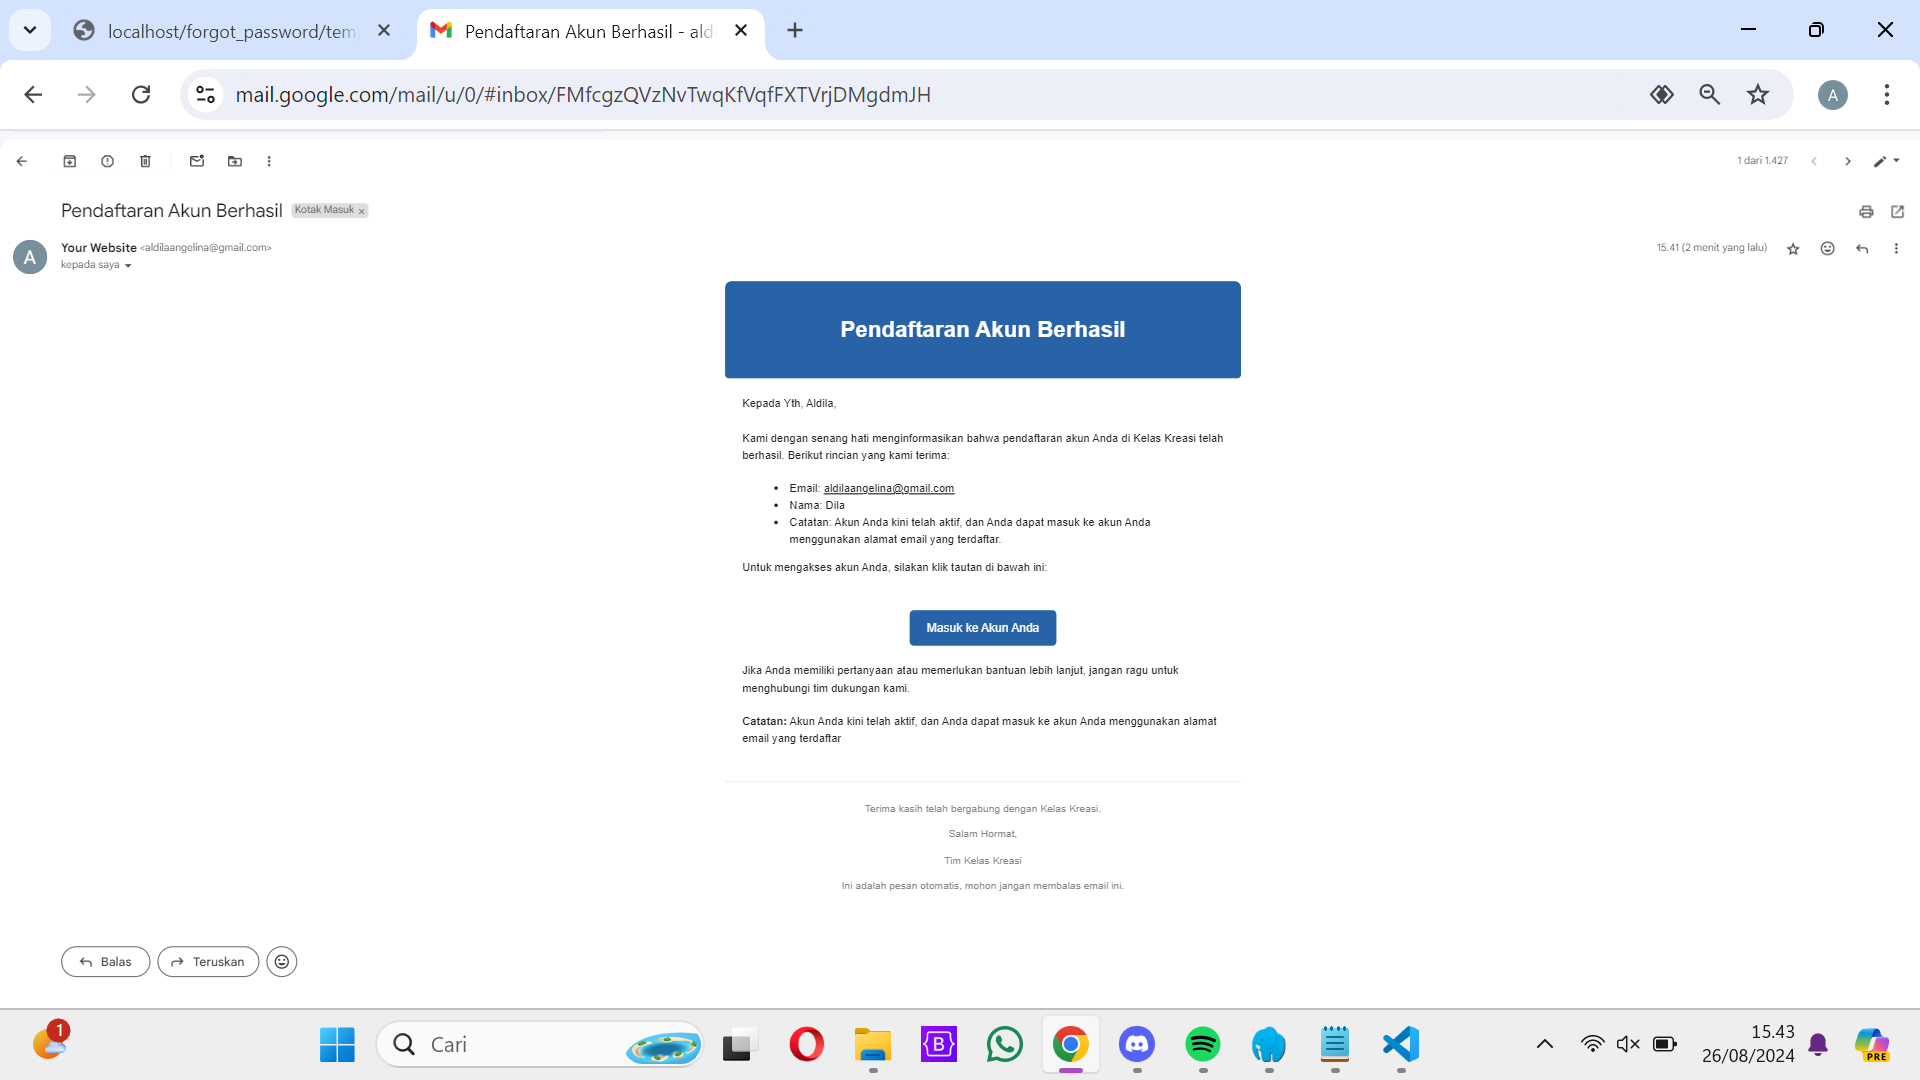 localhost/forgot_password/tem
Pendaftaran Akun Berhasil - ald
mail.google.com/mail/u/0/#inbox/FMfcgzQVzNvTwqKfVqfFXTVrjDMgdmJH
A
1 dari 1.427
Pendaftaran Akun Berhasil
Kotak Masuk x
A
Your Website <aldilaangelina@gmail.com>
15.41 (2 menit yang lalu)
kepada saya
Pendaftaran Akun Berhasil
Kepada Yth, Aldila,
Kami dengan senang hati menginformasikan bahwa pendaftaran akun Anda di Kelas Kreasi telah
berhasil. Berikut rincian yang kami terima:
• Email: aldilaangelina@gmail.com
• Nama: Dila
• Catatan: Akun Anda kini telah aktif, dan Anda dapat masuk ke akun Anda
menggunakan alamat email yang terdaftar.
Untuk mengakses akun Anda, silakan klik tautan di bawah ini:
Masuk ke Akun Anda
Jika Anda memiliki pertanyaan atau memerlukan bantuan lebih lanjut, jangan ragu untuk
menghubungi tim dukungan kami.
Catatan: Akun Anda kini telah aktif, dan Anda dapat masuk ke akun Anda menggunakan alamat
email yang terdaftar
Terima kasih telah bergabung dengan Kelas Kreasi.
Salam Hormat,
Tim Kelas Kreasi
Ini adalah pesan otomatis, mohon jangan membalas email ini.
Balas
Teruskan
1
Cari
B
15.43
26/08/2024
PRE